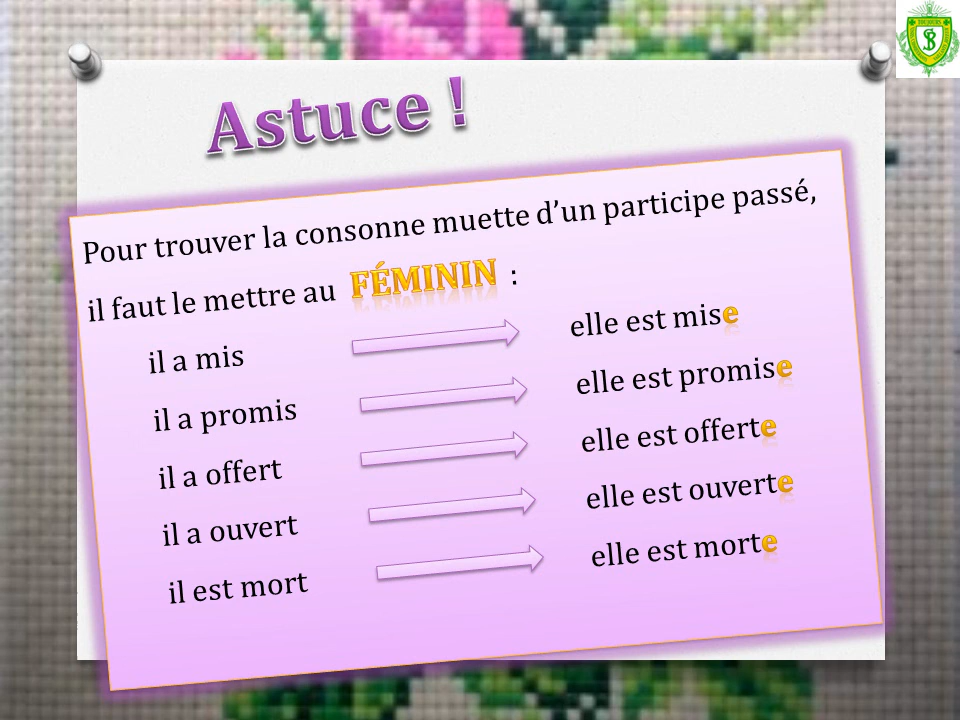 Astuce !
Pour trouver la consonne muette d’un participe passé,
il faut le mettre au FÉMININ :
il a mis elle est mise
il a promis elle est promise
il a offert elle est offerte
il a ouvert elle est ouverte
il est mort elle est morte